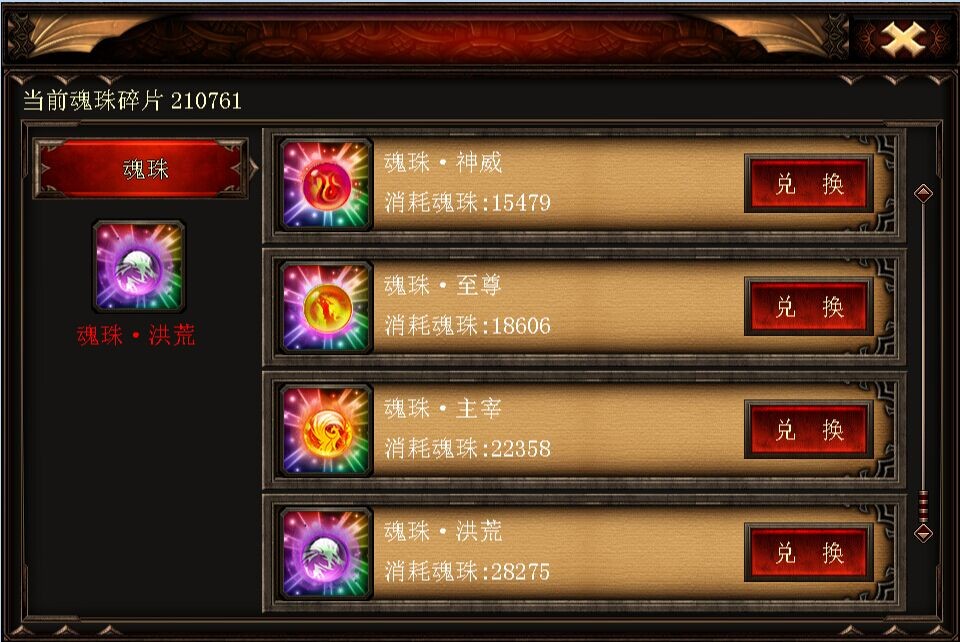 当前魂珠碎片 210761
魂珠
魂珠·洪荒
魂珠·神威
消耗魂珠:15479
兑 换
魂珠·至尊
消耗魂珠:18606
兑 换
魂珠·主宰
消耗魂珠:22358
兑 换
魂珠·洪荒
消耗魂珠:28275
兑 换